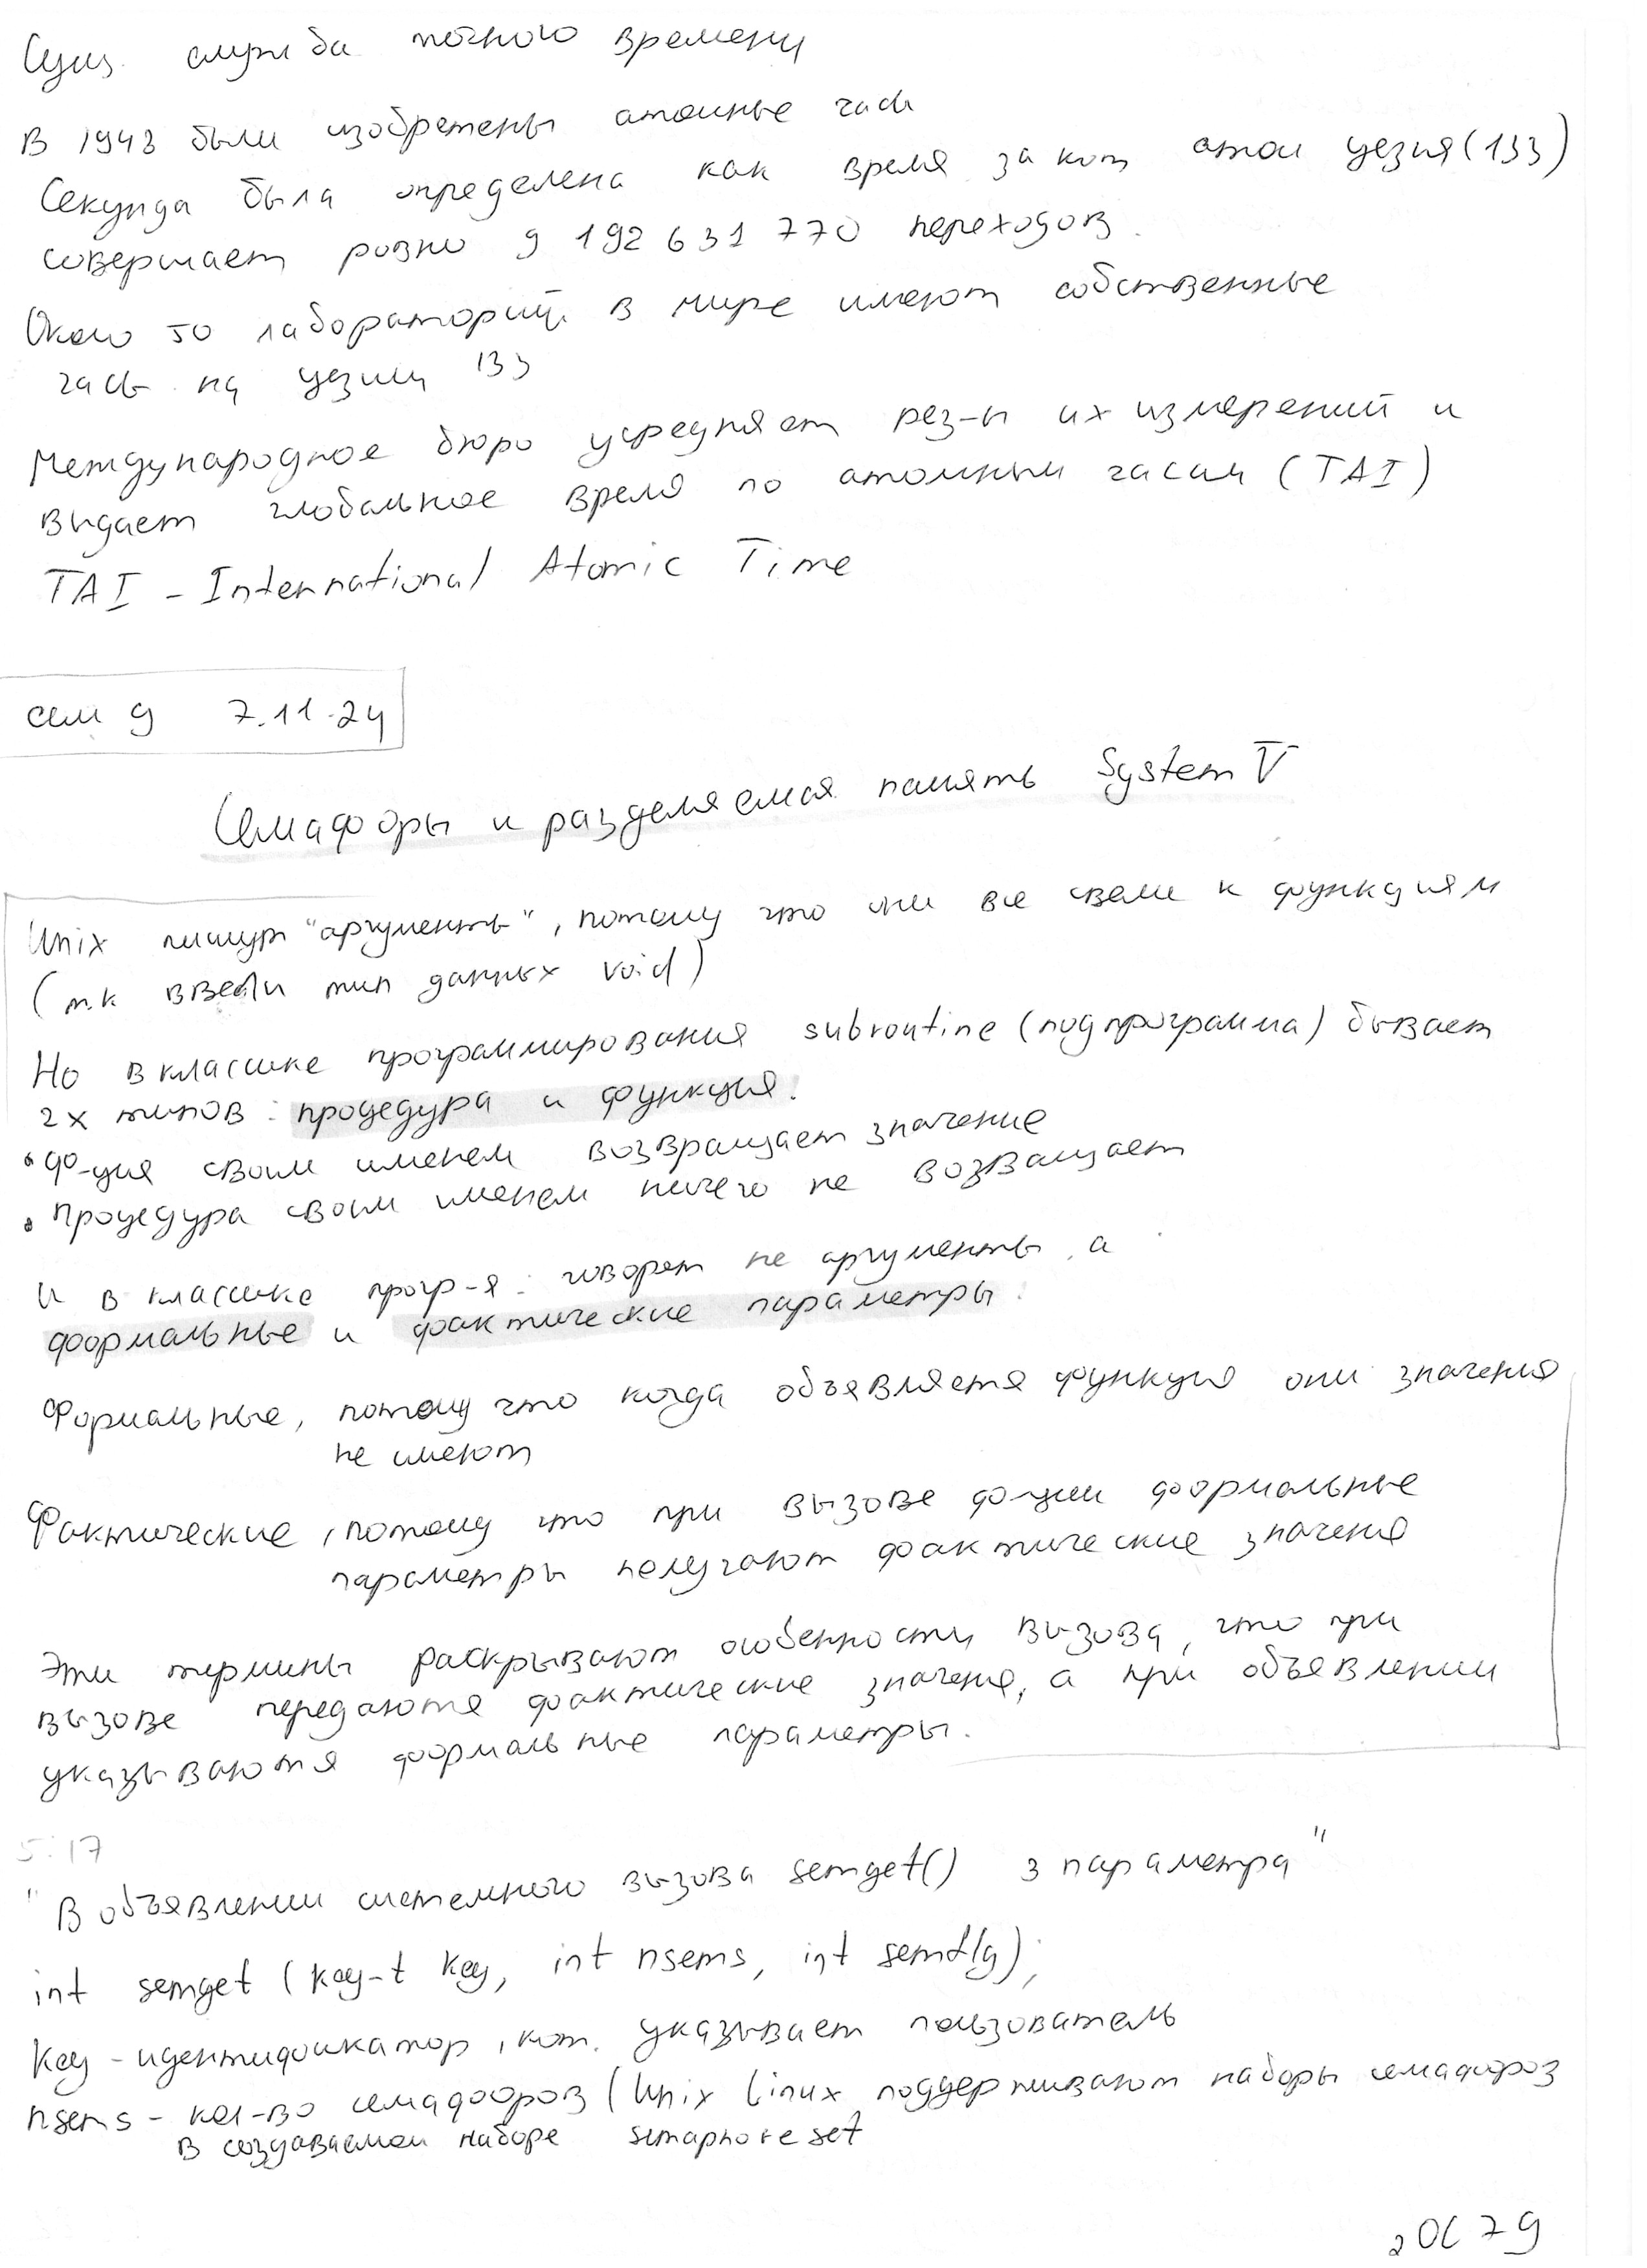 Сущ. служба точного времени
В 1943 были изобретены атомные часы
Секунда была определена как время за кот атом цезия (133)
совершает ровно 9 192 631 770 переходов.
Около 50 лабораторий в мире имеют собственные
часы на цезии 133
Международное бюро усредняет рез-ы их измерений и
выдает глобальное время по атомным часам (TAI)
TAI - International Atomic Time
сем 9 7.11.24
Семафоры и разделяемая память System V
Unix пишут "аргументы", потому что они все свели к функциям
(т.к ввели тип данных void)
Но в классике программирования subroutine (подпрограмма) бывает
2х типов: процедура и функция.
• ф-ция своим именем возвращает значение
• процедура своим именем ничего не возващает
И в классике прогр-я: говорят не аргументы, а
формальные и фактические параметры.
Формальные, потому что когда объявляется функция они значения
не имеют
Фактические, потому что при вызове ф-ции формальные
параметры получают фактические значения
Эти термины раскрывают особенности вызова, что при
вызове передаются фактические значения, а при объявлении
указываются формальные параметры.
5:17
"В объявлении системного вызова semget() 3 параметра"
int semget (key-t key, int nsems, int semflg);
key - идентификатор, кот. указывает пользователь
nsems - кол-во семафоров (Unix Linux поддерживают наборы семафоров
в создаваемом наборе semaphore set
2 ОС 79